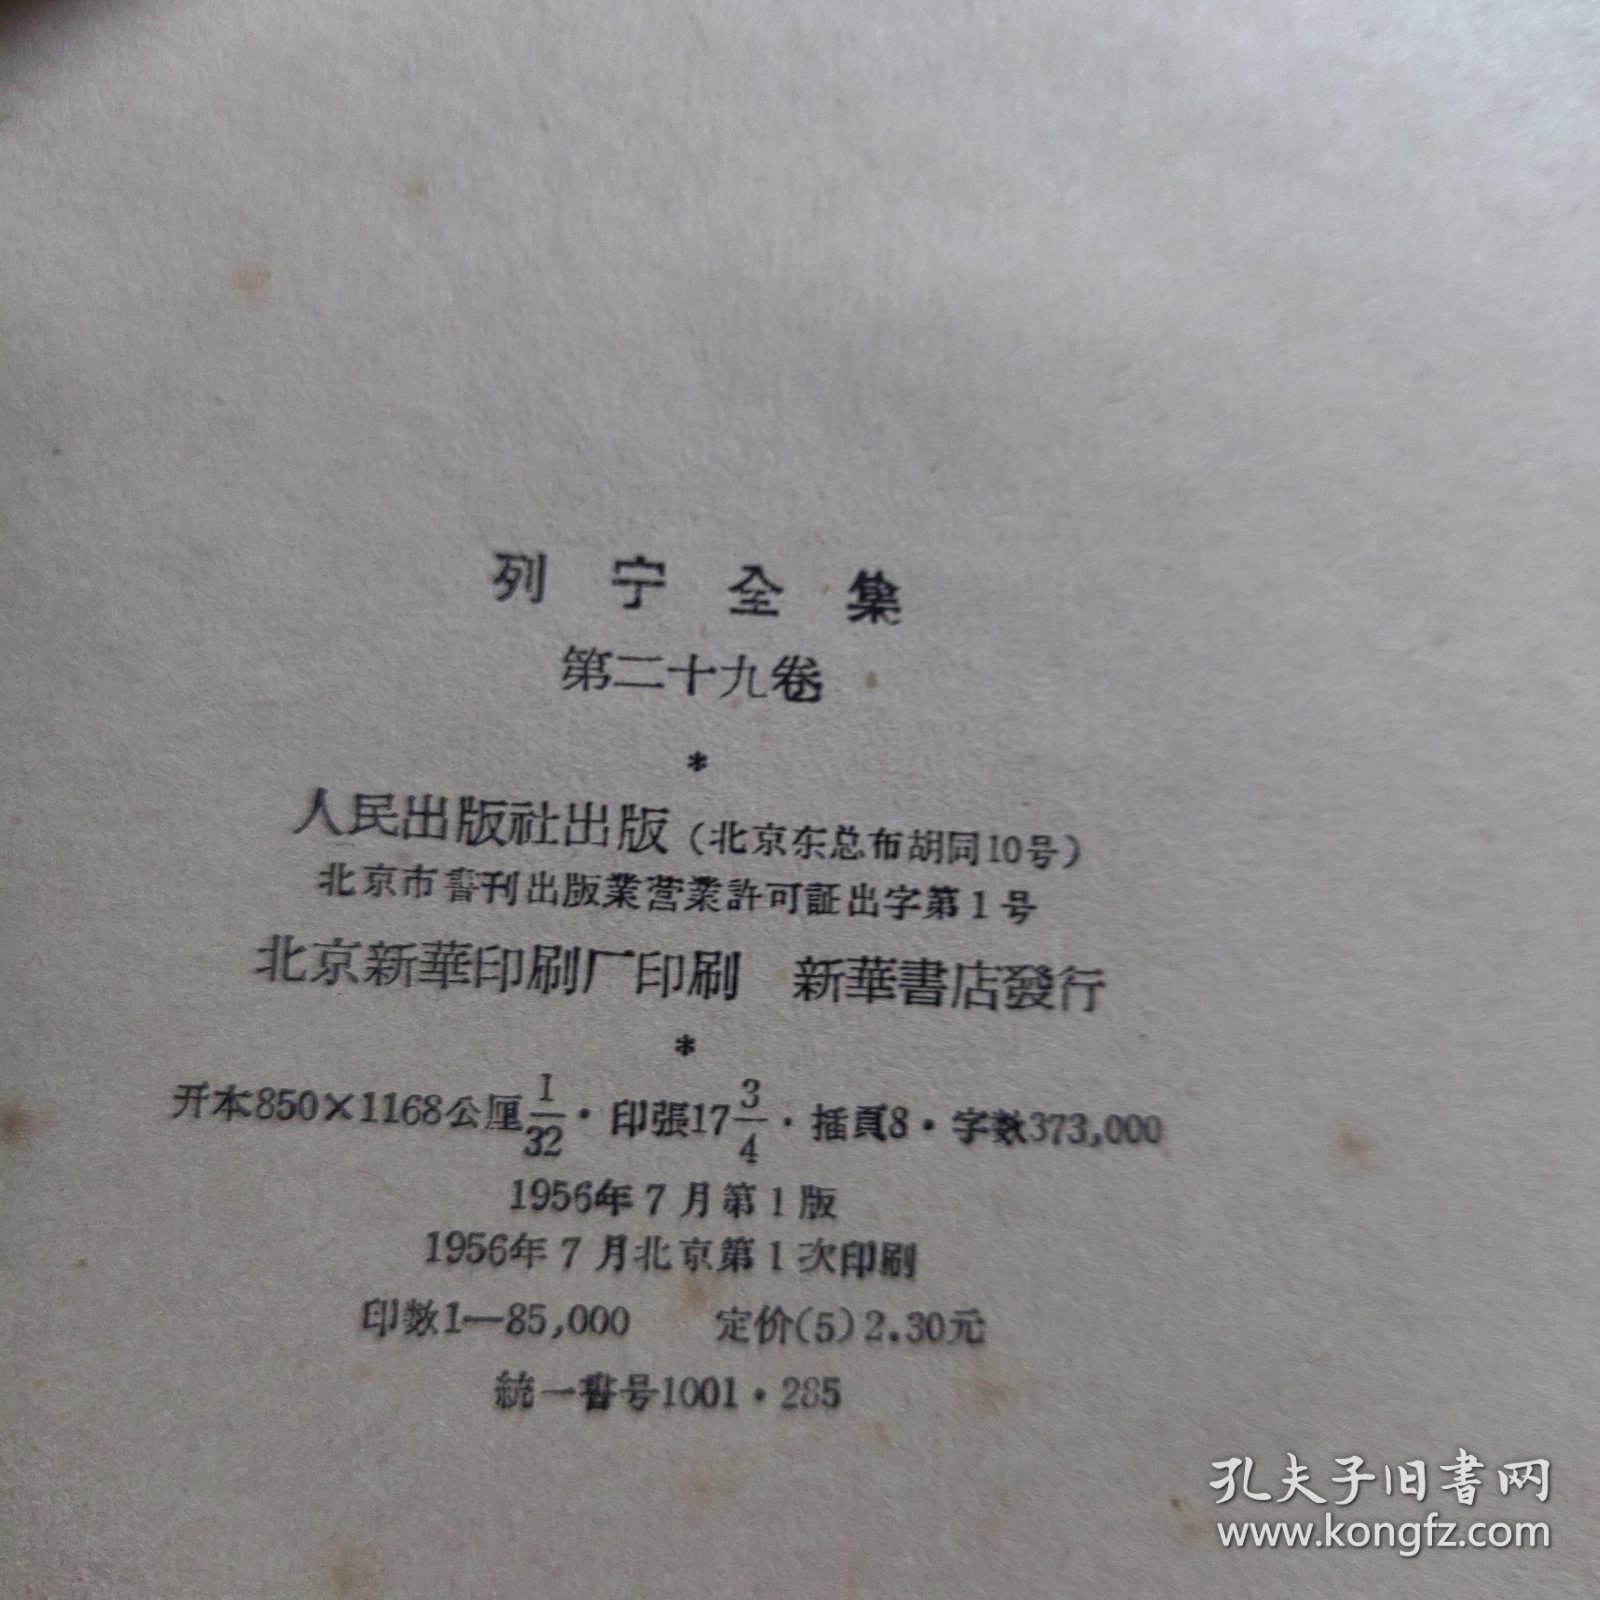 列宁全集
第二十九卷
*
人民出版社出版（北京东总布胡同10号）
北京市書刊出版業营業許可証出字第1号
北京新華印刷厂印刷 新華書店發行
*
开本850×1168公厘1/32·印張17 3/4·插頁8·字数373,000
1956年7月第1版
1956年7月北京第1次印刷
印数1—85,000 定价(5)2.30元
統一書号1001·285
孔夫子旧书网
www.kongfz.com